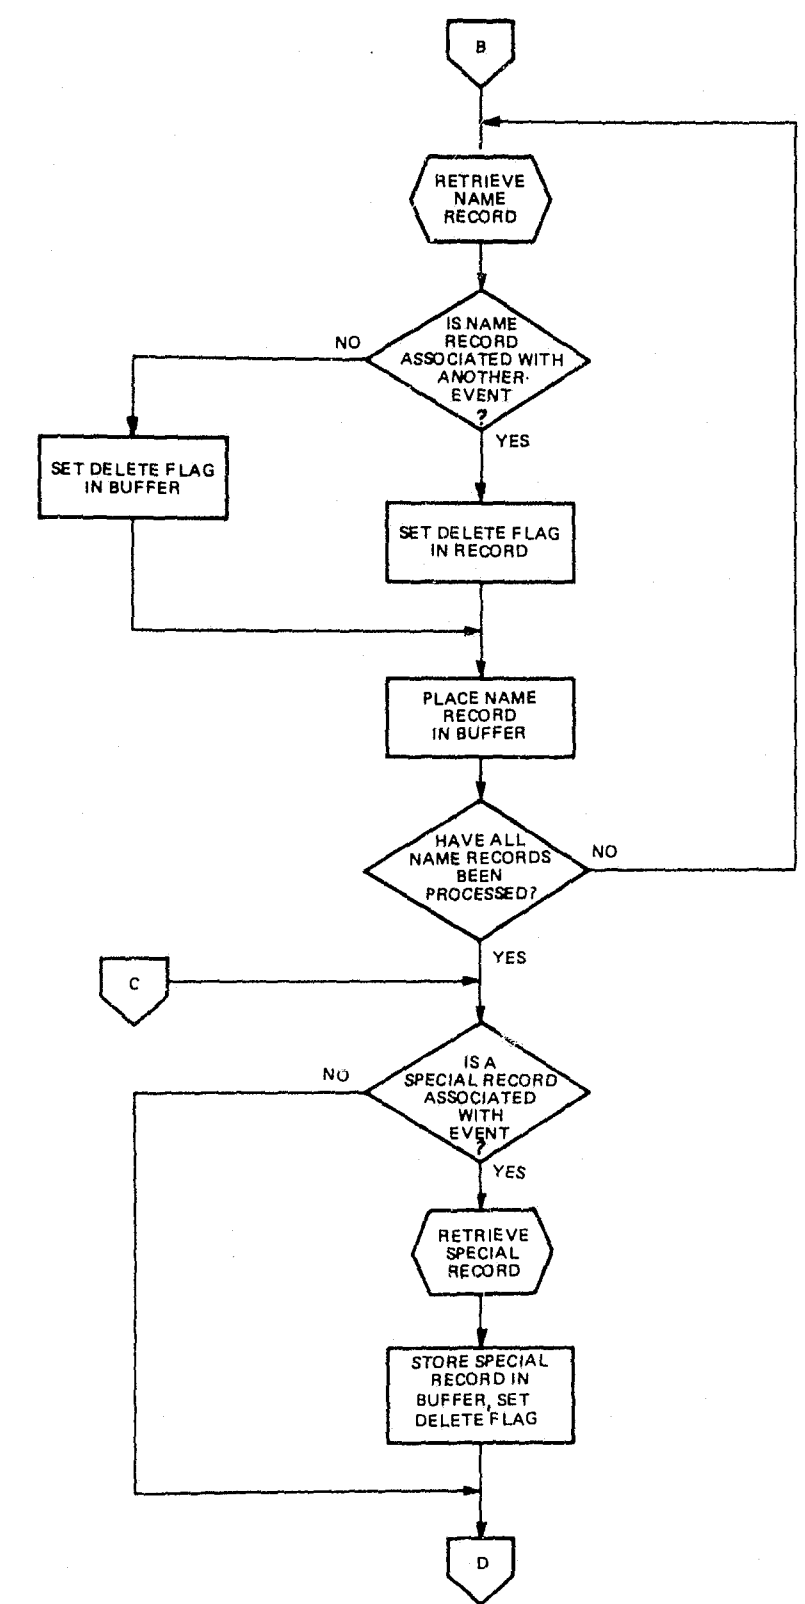 B
RETRIEVE
NAME
RECORD
IS NAME
RECORD
ASSOCIATED WITH
ANOTHER
EVENT
?
NO
YES
SET DELETE FLAG
IN BUFFER
SET DELETE FLAG
IN RECORD
PLACE NAME
RECORD
IN BUFFER
HAVE ALL
NAME RECORDS
BEEN
PROCESSED?
NO
YES
C
IS A
SPECIAL RECORD
ASSOCIATED
WITH
EVENT
?
NO
YES
RETRIEVE
SPECIAL
RECORD
STORE SPECIAL
RECORD IN
BUFFER, SET
DELETE FLAG
D